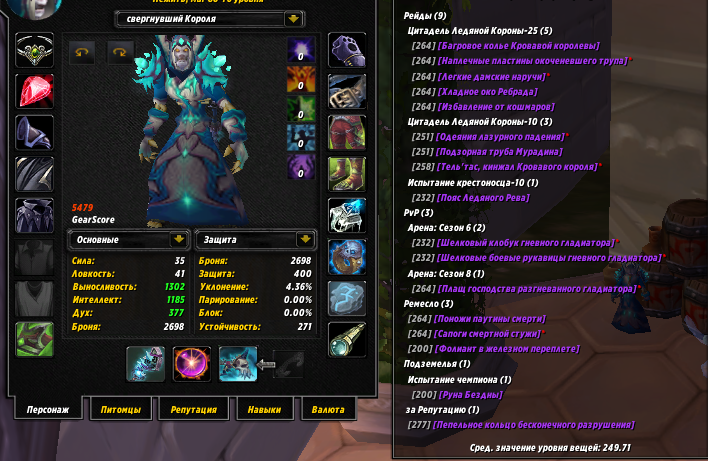 свергнувший Короля
0
0
0
0
0
5479
GearScore
Основные
Защита
Сила: 35
Ловкость: 41
Выносливость: 1302
Интеллект: 1185
Дух: 377
Броня: 2698
Броня: 2698
Защита: 400
Уклонение: 4.36%
Парирование: 0.00%
Блок: 0.00%
Устойчивость: 271
Персонаж
Питомцы
Репутация
Навыки
Валюта
Рейды (9)
Цитадель Ледяной Короны-25 (5)
[264] [Багровое колье Кровавой королевы]
[264] [Наплечные пластины окоченевшего трупа]*
[264] [Легкие дамские наручи]*
[264] [Хладное око Ребрада]
[264] [Избавление от кошмаров]
Цитадель Ледяной Короны-10 (3)
[251] [Одеяния лазурного падения]*
[251] [Подзорная труба Мурадина]
[258] [Тель'тас, кинжал Кровавого короля]*
Испытание крестоносца-10 (1)
[232] [Пояс Ледяного Рева]
PvP (3)
Арена: Сезон 6 (2)
[232] [Шелковый клобук гневного гладиатора]*
[232] [Шелковые боевые рукавицы гневного гладиатора]*
Арена: Сезон 8 (1)
[264] [Плащ господства разгневанного гладиатора]*
Ремесло (3)
[264] [Поножи паутины смерти]
[264] [Сапоги смертной стужи]*
[200] [Фолиант в железном переплете]
Подземелья (1)
Испытание чемпиона (1)
[200] [Руна Бездны]
за Репутацию (1)
[277] [Пепельное кольцо бесконечного разрушения]
Сред. значение уровня вещей: 249.71